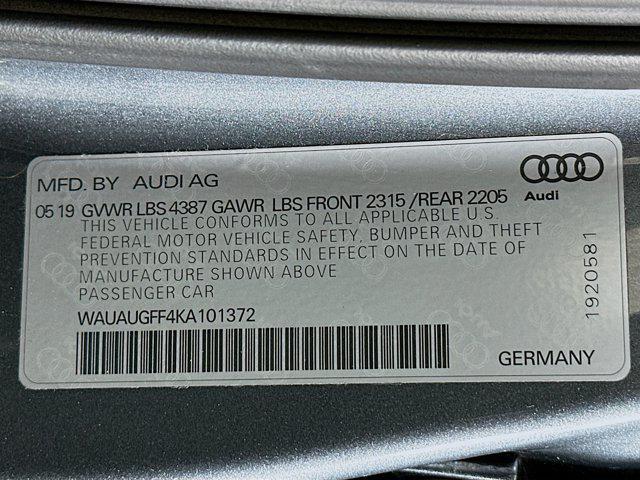 MFD. BY AUDI AG
05 19 GVWR LBS 4387 GAWR LBS FRONT 2315 /REAR 2205
Audi
THIS VEHICLE CONFORMS TO ALL APPLICABLE U.S.
FEDERAL MOTOR VEHICLE SAFETY, BUMPER AND THEFT
PREVENTION STANDARDS IN EFFECT ON THE DATE OF
MANUFACTURE SHOWN ABOVE
PASSENGER CAR
WAUAUGFF4KA101372
GERMANY
1920581